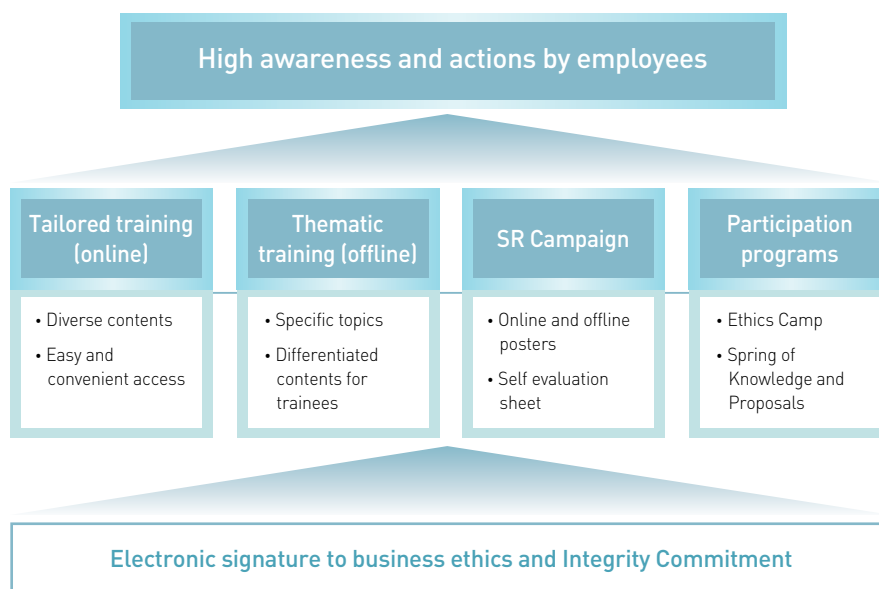 High awareness and actions by employees
Tailored training
(online)
• Diverse contents
• Easy and
convenient access
Thematic
training (offline)
• Specific topics
• Differentiated
contents for
trainees
SR Campaign
• Online and offline
posters
• Self evaluation
sheet
Participation
programs
• Ethics Camp
• Spring of
Knowledge and
Proposals
Electronic signature to business ethics and Integrity Commitment